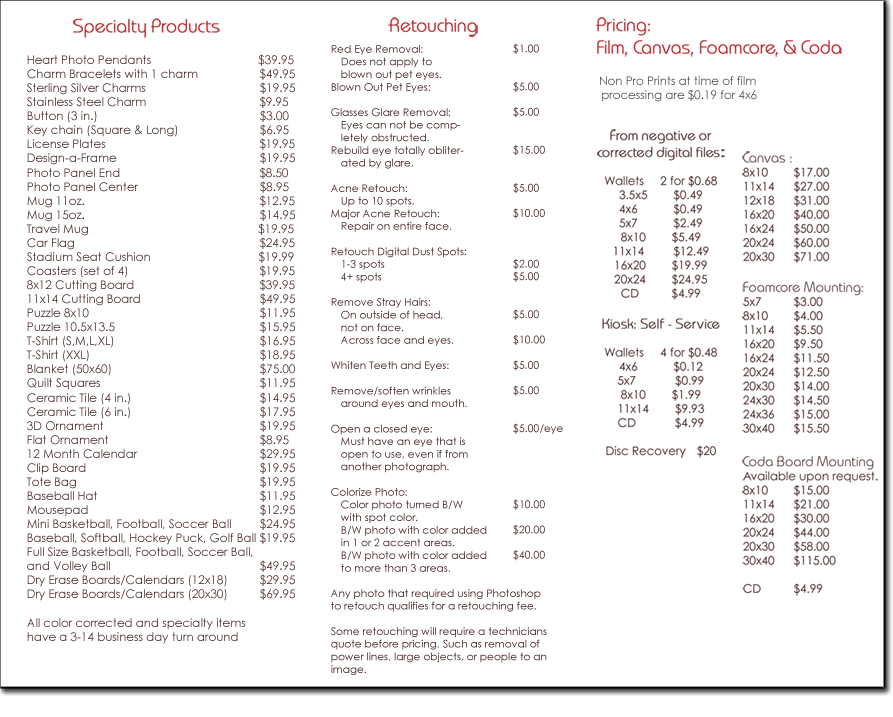 Specialty Products
Heart Photo Pendants $39.95
Charm Bracelets with 1 charm $49.95
Sterling Silver Charms $19.95
Stainless Steel Charm $9.95
Button (3 in.) $3.00
Key chain (Square & Long) $6.95
License Plates $19.95
Design-a-Frame $19.95
Photo Panel End $8.50
Photo Panel Center $8.95
Mug 11oz. $12.95
Mug 15oz. $14.95
Travel Mug $19.95
Car Flag $24.95
Stadium Seat Cushion $19.99
Coasters (set of 4) $19.95
8x12 Cutting Board $39.95
11x14 Cutting Board $49.95
Puzzle 8x10 $11.95
Puzzle 10.5x13.5 $15.95
T-Shirt (S,M,L,XL) $16.95
T-Shirt (XXL) $18.95
Blanket (50x60) $75.00
Quilt Squares $11.95
Ceramic Tile (4 in.) $14.95
Ceramic Tile (6 in.) $17.95
3D Ornament $19.95
Flat Ornament $8.95
12 Month Calendar $29.95
Clip Board $19.95
Tote Bag $19.95
Baseball Hat $11.95
Mousepad $12.95
Mini Basketball, Football, Soccer Ball $24.95
Baseball, Softball, Hockey Puck, Golf Ball $19.95
Full Size Basketball, Football, Soccer Ball,
and Volley Ball $49.95
Dry Erase Boards/Calendars (12x18) $29.95
Dry Erase Boards/Calendars (20x30) $69.95
All color corrected and specialty items
have a 3-14 business day turn around
Retouching
Red Eye Removal: $1.00
Does not apply to
blown out pet eyes.
Blown Out Pet Eyes: $5.00
Glasses Glare Removal: $5.00
Eyes can not be comp-
letely obstructed.
Rebuild eye totally obliter- $15.00
ated by glare.
Acne Retouch: $5.00
Up to 10 spots.
Major Acne Retouch: $10.00
Repair on entire face.
Retouch Digital Dust Spots:
1-3 spots $2.00
4+ spots $5.00
Remove Stray Hairs:
On outside of head, $5.00
not on face.
Across face and eyes. $10.00
Whiten Teeth and Eyes: $5.00
Remove/soften wrinkles $5.00
around eyes and mouth.
Open a closed eye: $5.00/eye
Must have an eye that is
open to use, even if from
another photograph.
Colorize Photo:
Color photo turned B/W $10.00
with spot color.
B/W photo with color added $20.00
in 1 or 2 accent areas.
B/W photo with color added $40.00
to more than 3 areas.
Any photo that required using Photoshop
to retouch qualifies for a retouching fee.
Some retouching will require a technicians
quote before pricing. Such as removal of
power lines, large objects, or people to an
image.
Pricing:
Film, Canvas, Foamcore, & Coda
Non Pro Prints at time of film
processing are $0.19 for 4x6
From negative or
corrected digital files:
Wallets 2 for $0.68
3.5x5 $0.49
4x6 $0.49
5x7 $2.49
8x10 $5.49
11x14 $12.49
16x20 $19.99
20x24 $24.95
CD $4.99
Kiosk: Self - Service
Wallets 4 for $0.48
4x6 $0.12
5x7 $0.99
8x10 $1.99
11x14 $9.93
CD $4.99
Disc Recovery $20
Canvas :
8x10 $17.00
11x14 $27.00
12x18 $31.00
16x20 $40.00
16x24 $50.00
20x24 $60.00
20x30 $71.00
Foamcore Mounting:
5x7 $3.00
8x10 $4.00
11x14 $5.50
16x20 $9.50
16x24 $11.50
20x24 $12.50
20x30 $14.00
24x30 $14.50
24x36 $15.00
30x40 $15.50
Coda Board Mounting
Available upon request.
8x10 $15.00
11x14 $21.00
16x20 $30.00
20x24 $44.00
20x30 $58.00
30x40 $115.00
CD $4.99